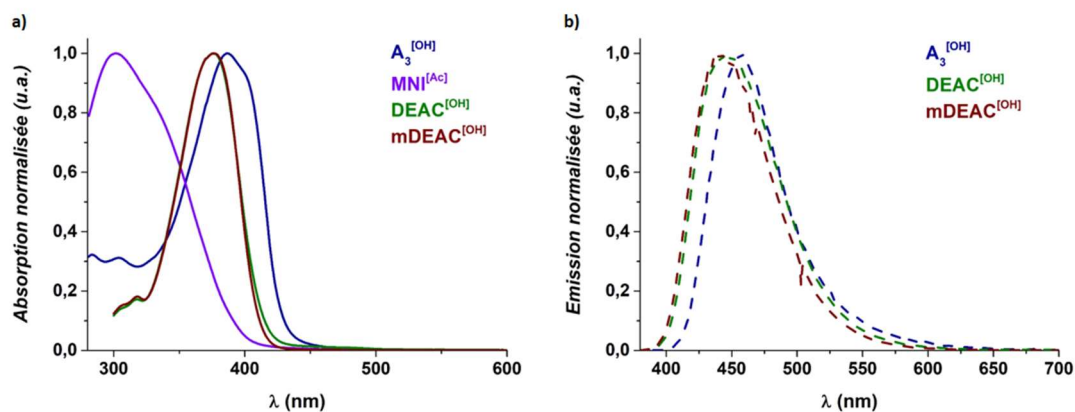 a)
Absorption normalisée (u.a.)
1,0
0,8
0,6
0,4
0,2
0,0
300
400
500
600
λ (nm)
A₃[OH]
MNI[Ac]
DEAC[OH]
mDEAC[OH]
b)
Emission normalisée (u.a.)
1,0
0,8
0,6
0,4
0,2
0,0
400
450
500
550
600
650
700
λ (nm)
A₃[OH]
DEAC[OH]
mDEAC[OH]